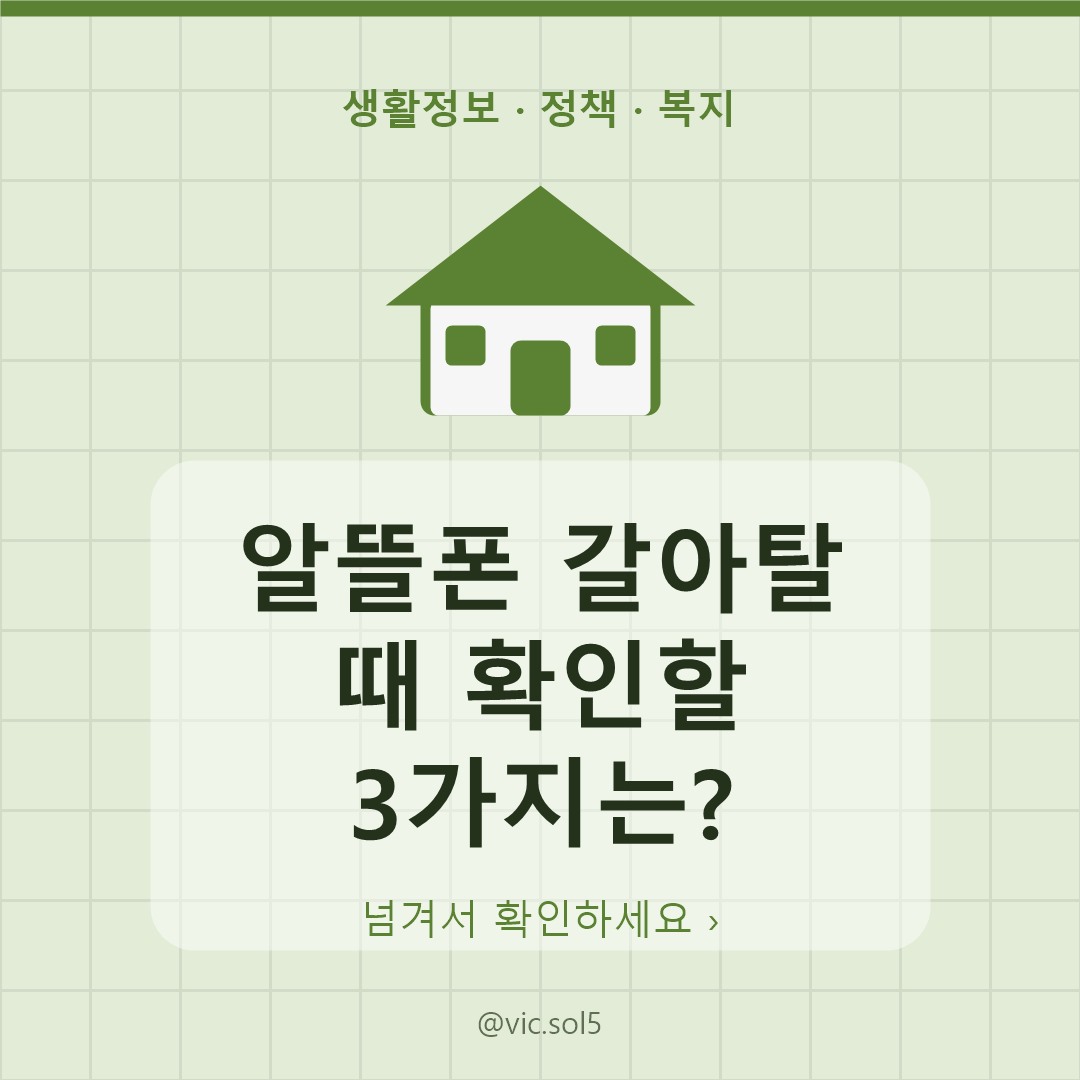 생활정보 · 정책 · 복지
알뜰폰 갈아탈
때 확인할
3가지는?
넘겨서 확인하세요 ›
@vic.sol5